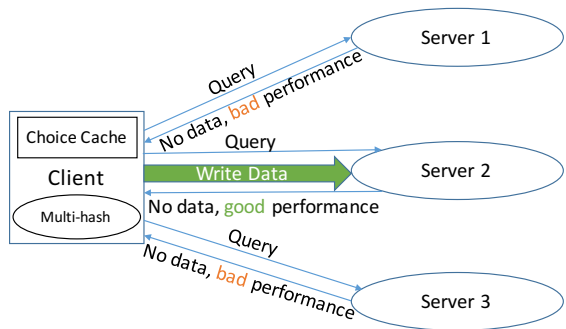 Server 1
Query
No data, bad performance
Choice Cache
Query
Client
Write Data
Server 2
Multi-hash
No data, good performance
Query
No data, bad performance
Server 3